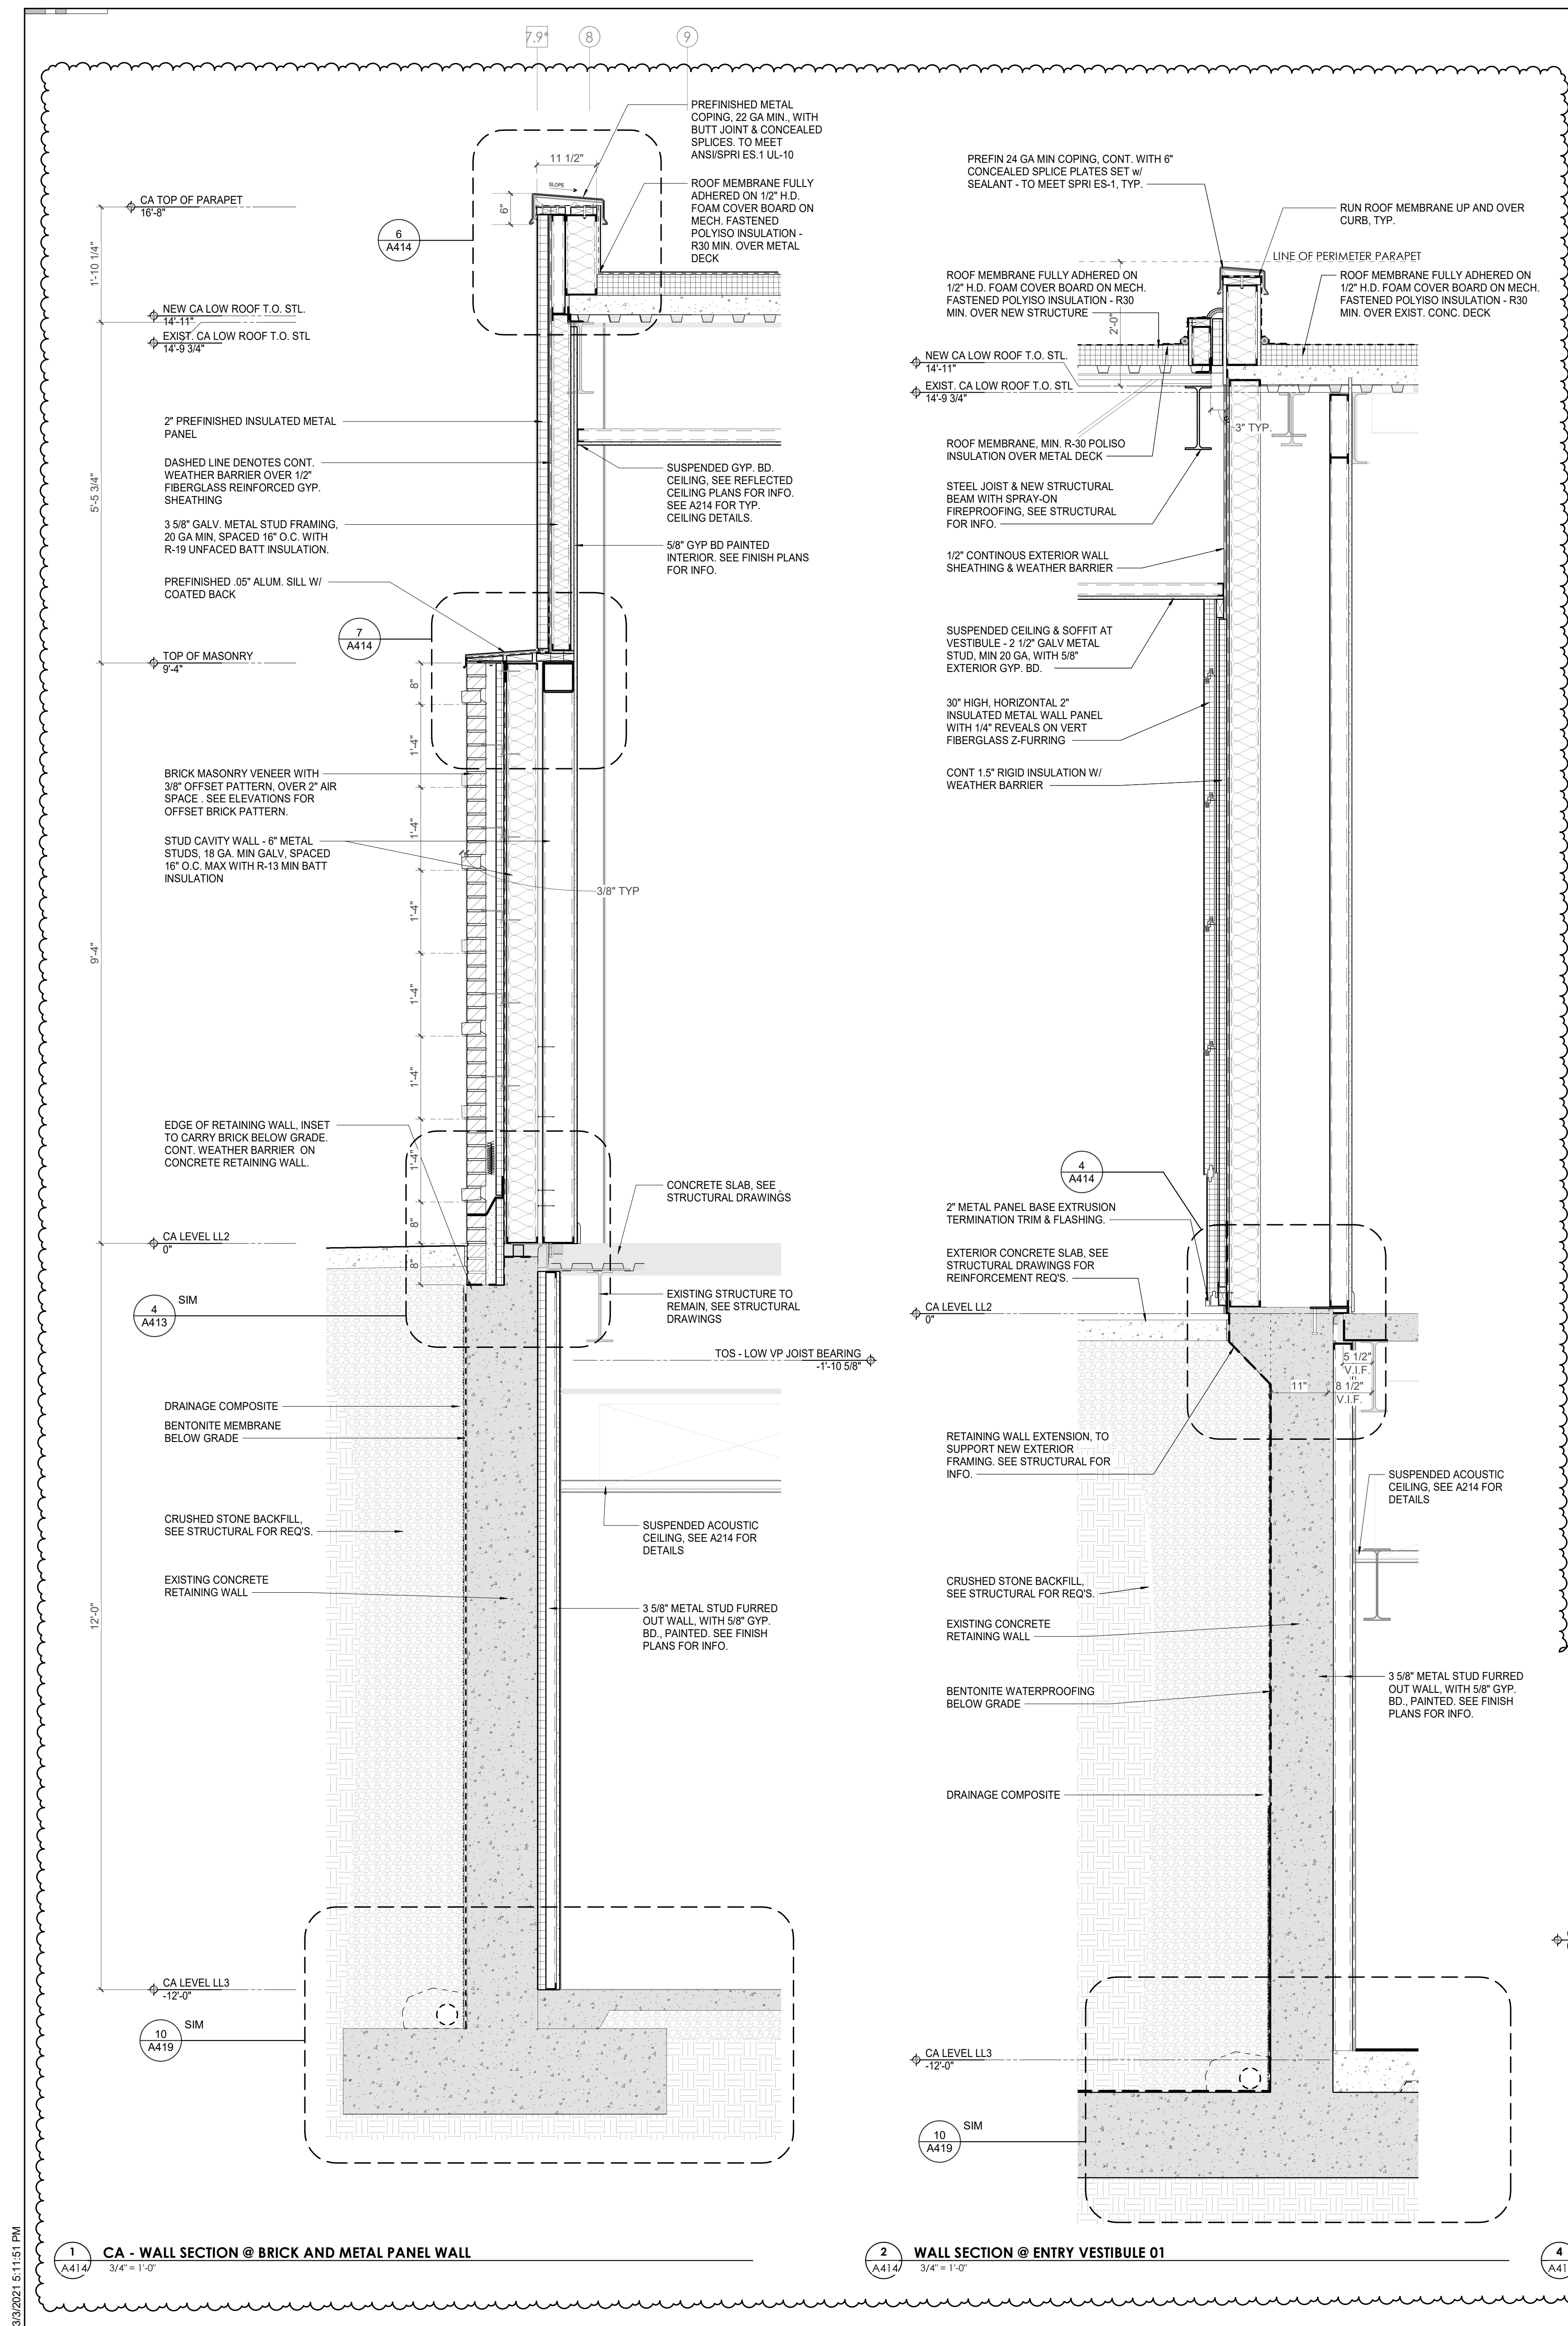 7.9*
8
9
PREFINISHED METAL
COPING, 22 GA MIN., WITH
BUTT JOINT & CONCEALED
SPLICES. TO MEET
ANSI/SPRI ES.1 UL-10
11 1/2"
SLOPE
6"
ROOF MEMBRANE FULLY
ADHERED ON 1/2" H.D.
FOAM COVER BOARD ON
MECH. FASTENED
POLYISO INSULATION -
R30 MIN. OVER METAL
DECK
CA TOP OF PARAPET
16'-8"
6
A414
1'-10 1/4"
NEW CA LOW ROOF T.O. STL.
14'-11"
EXIST. CA LOW ROOF T.O. STL
14'-9 3/4"
2" PREFINISHED INSULATED METAL
PANEL
DASHED LINE DENOTES CONT.
WEATHER BARRIER OVER 1/2"
FIBERGLASS REINFORCED GYP.
SHEATHING
5'-5 3/4"
3 5/8" GALV. METAL STUD FRAMING,
20 GA MIN, SPACED 16" O.C. WITH
R-19 UNFACED BATT INSULATION.
PREFINISHED .05" ALUM. SILL W/
COATED BACK
SUSPENDED GYP. BD.
CEILING, SEE REFLECTED
CEILING PLANS FOR INFO.
SEE A214 FOR TYP.
CEILING DETAILS.
5/8" GYP BD PAINTED
INTERIOR. SEE FINISH PLANS
FOR INFO.
7
A414
TOP OF MASONRY
9'-4"
8"
1'-4"
BRICK MASONRY VENEER WITH
3/8" OFFSET PATTERN, OVER 2" AIR
SPACE . SEE ELEVATIONS FOR
OFFSET BRICK PATTERN.
1'-4"
STUD CAVITY WALL - 6" METAL
STUDS, 18 GA. MIN GALV, SPACED
16" O.C. MAX WITH R-13 MIN BATT
INSULATION
3/8" TYP
1'-4"
9'-4"
1'-4"
1'-4"
EDGE OF RETAINING WALL, INSET
TO CARRY BRICK BELOW GRADE.
CONT. WEATHER BARRIER ON
CONCRETE RETAINING WALL.
1'-4"
8"
8"
CONCRETE SLAB, SEE
STRUCTURAL DRAWINGS
CA LEVEL LL2
0"
4
A413
SIM
EXISTING STRUCTURE TO
REMAIN, SEE STRUCTURAL
DRAWINGS
TOS - LOW VP JOIST BEARING
-1'-10 5/8"
DRAINAGE COMPOSITE
BENTONITE MEMBRANE
BELOW GRADE
CRUSHED STONE BACKFILL,
SEE STRUCTURAL FOR REQ'S.
SUSPENDED ACOUSTIC
CEILING, SEE A214 FOR
DETAILS
EXISTING CONCRETE
RETAINING WALL
12'-0"
3 5/8" METAL STUD FURRED
OUT WALL, WITH 5/8" GYP.
BD., PAINTED. SEE FINISH
PLANS FOR INFO.
CA LEVEL LL3
-12'-0"
10
A419
SIM
1
A414
CA - WALL SECTION @ BRICK AND METAL PANEL WALL
3/4" = 1'-0"
PREFIN 24 GA MIN COPING, CONT. WITH 6"
CONCEALED SPLICE PLATES SET w/
SEALANT - TO MEET SPRI ES-1, TYP.
RUN ROOF MEMBRANE UP AND OVER
CURB, TYP.
LINE OF PERIMETER PARAPET
ROOF MEMBRANE FULLY ADHERED ON
1/2" H.D. FOAM COVER BOARD ON MECH.
FASTENED POLYISO INSULATION - R30
MIN. OVER NEW STRUCTURE
2'-0"
ROOF MEMBRANE FULLY ADHERED ON
1/2" H.D. FOAM COVER BOARD ON MECH.
FASTENED POLYISO INSULATION - R30
MIN. OVER EXIST. CONC. DECK
NEW CA LOW ROOF T.O. STL.
14'-11"
EXIST. CA LOW ROOF T.O. STL
14'-9 3/4"
3" TYP.
ROOF MEMBRANE, MIN. R-30 POLISO
INSULATION OVER METAL DECK
STEEL JOIST & NEW STRUCTURAL
BEAM WITH SPRAY-ON
FIREPROOFING, SEE STRUCTURAL
FOR INFO.
1/2" CONTINOUS EXTERIOR WALL
SHEATHING & WEATHER BARRIER
SUSPENDED CEILING & SOFFIT AT
VESTIBULE - 2 1/2" GALV METAL
STUD, MIN 20 GA, WITH 5/8"
EXTERIOR GYP. BD.
30" HIGH, HORIZONTAL 2"
INSULATED METAL WALL PANEL
WITH 1/4" REVEALS ON VERT
FIBERGLASS Z-FURRING
CONT 1.5" RIGID INSULATION W/
WEATHER BARRIER
4
A414
2" METAL PANEL BASE EXTRUSION
TERMINATION TRIM & FLASHING.
EXTERIOR CONCRETE SLAB, SEE
STRUCTURAL DRAWINGS FOR
REINFORCEMENT REQ'S.
CA LEVEL LL2
0"
5 1/2"
V.I.F.
11"
8 1/2"
V.I.F.
RETAINING WALL EXTENSION, TO
SUPPORT NEW EXTERIOR
FRAMING. SEE STRUCTURAL FOR
INFO.
SUSPENDED ACOUSTIC
CEILING, SEE A214 FOR
DETAILS
CRUSHED STONE BACKFILL,
SEE STRUCTURAL FOR REQ'S.
EXISTING CONCRETE
RETAINING WALL
3 5/8" METAL STUD FURRED
OUT WALL, WITH 5/8" GYP.
BD., PAINTED. SEE FINISH
PLANS FOR INFO.
BENTONITE WATERPROOFING
BELOW GRADE
DRAINAGE COMPOSITE
CA LEVEL LL3
-12'-0"
10
A419
SIM
2
A414
WALL SECTION @ ENTRY VESTIBULE 01
3/4" = 1'-0"
4
3/3/2021 5:11:51 PM